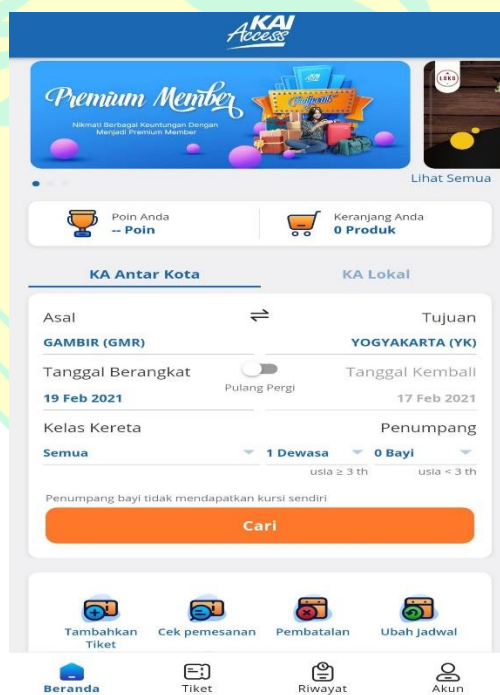 KAI
Access
Premium Member
Nikmati Berbagai Keuntungan Dengan
Menjadi Premium Member
LOKO
Lihat Semua
Poin Anda
-- Poin
Keranjang Anda
0 Produk
KA Antar Kota
KA Lokal
Asal
Tujuan
GAMBIR (GMR)
YOGYAKARTA (YK)
Tanggal Berangkat
Pulang Pergi
Tanggal Kembali
19 Feb 2021
17 Feb 2021
Kelas Kereta
Penumpang
Semua
1 Dewasa
0 Bayi
usia ≥ 3 th
usia < 3 th
Penumpang bayi tidak mendapatkan kursi sendiri
Cari
Tambahkan
Tiket
Cek pemesanan
Pembatalan
Ubah Jadwal
Beranda
Tiket
Riwayat
Akun